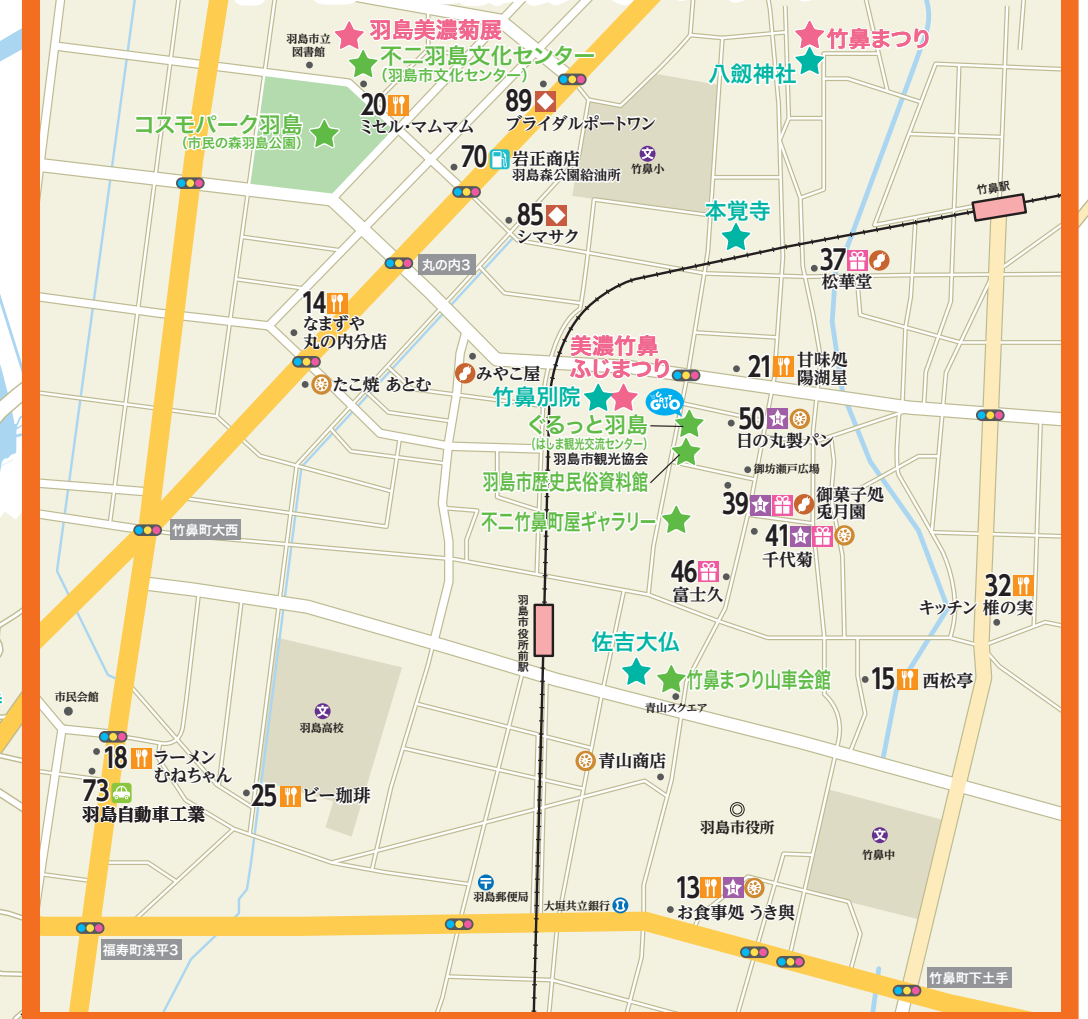 羽島美濃菊展
羽島市立
図書館
不二羽島文化センター
(羽島市文化センター)
竹鼻まつり
八劔神社
20
ミセル・マムマム
89
ブライダルポートワン
コスモパーク羽島
(市民の森羽島公園)
70
岩正商店
羽島森公園給油所
文
竹鼻小
竹鼻駅
85
シマサク
本覚寺
丸の内3
37
松華堂
14
なまずや
丸の内分店
美濃竹鼻
ふじまつり
みやこ屋
21
甘味処
陽湖星
たこ焼 あとむ
竹鼻別院
ぐるっと羽島
(はしま観光交流センター)
羽島市観光協会
50
日の丸製パン
御坊瀬戸広場
羽島市歴史民俗資料館
39
御菓子処
兎月園
不二竹鼻町屋ギャラリー
竹鼻町大西
41
千代菊
46
富士久
32
キッチン 椎の実
羽島市役所前駅
佐吉大仏
竹鼻まつり山車会館
15
西松亭
青山スクエア
市民会館
文
羽島高校
18
ラーメン
むねちゃん
青山商店
73
羽島自動車工業
25
ビー珈琲
羽島市役所
文
竹鼻中
羽島郵便局
大垣共立銀行
13
お食事処 うき與
福寿町浅平3
竹鼻町下土手